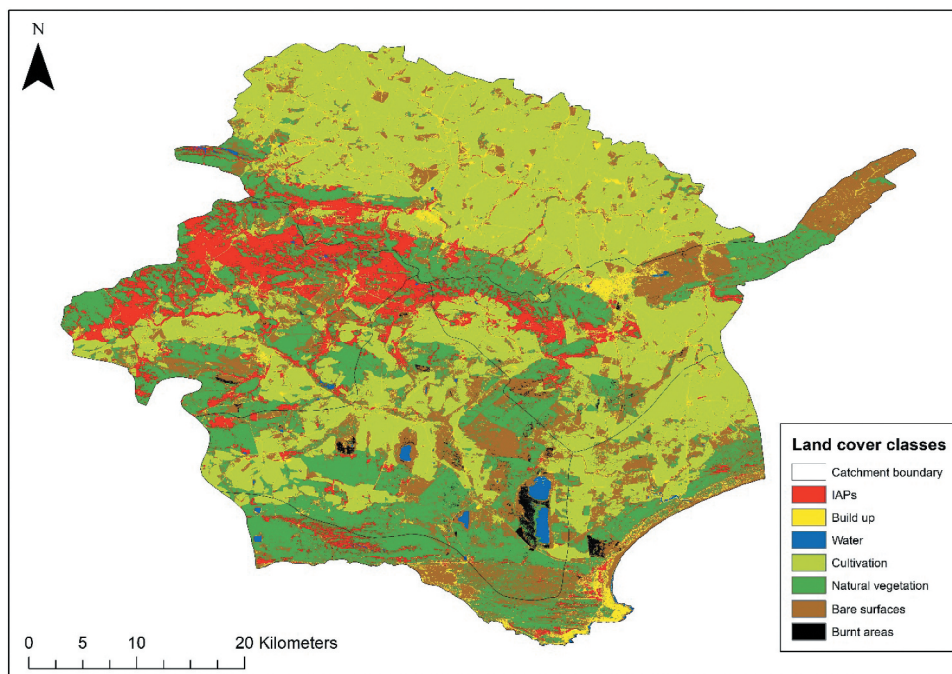 N
Land cover classes
Catchment boundary
IAPs
Build up
Water
Cultivation
Natural vegetation
Bare surfaces
Burnt areas
0 5 10 20 Kilometers